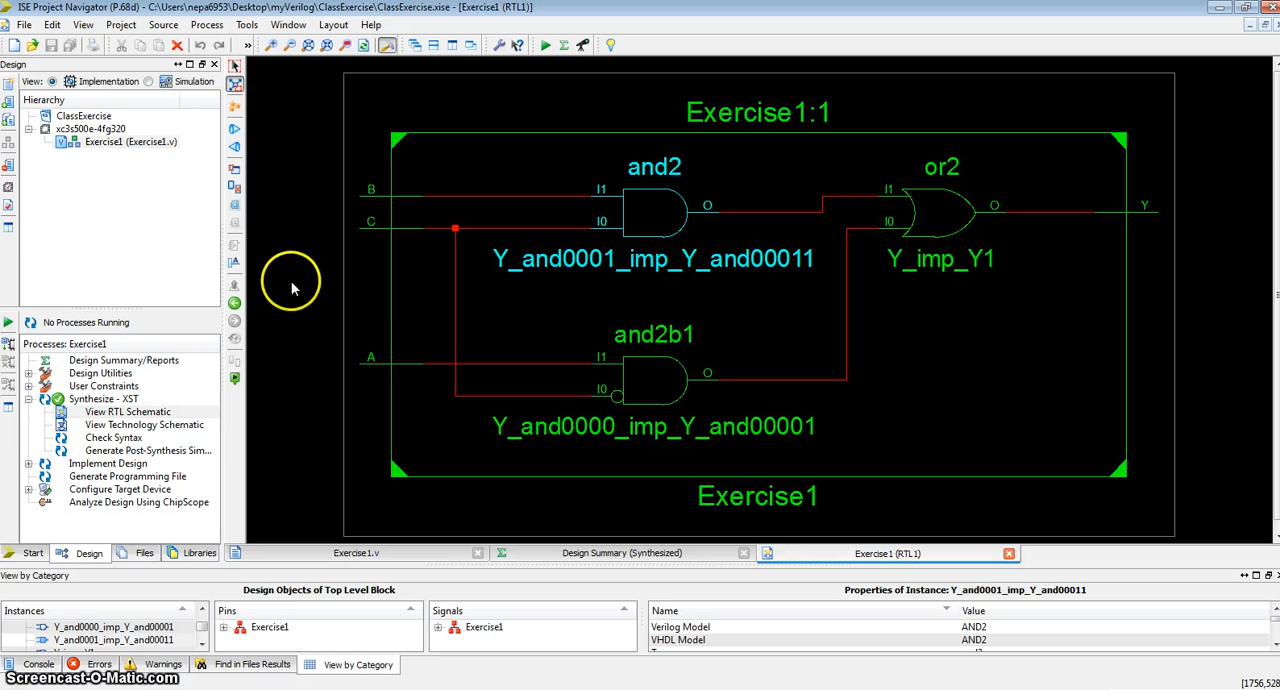 ISE Project Navigator (P.68d) - C:\Users\nepa6953\Desktop\myVerilog\ClassExercise\ClassExercise.xise - [Exercise1 (RTL1)]
File Edit View Project Source Process Tools Window Layout Help
Design
View: Implementation Simulation
Hierarchy
ClassExercise
xc3s500e-4fg320
Exercise1 (Exercise1.v)
No Processes Running
Processes: Exercise1
Design Summary/Reports
Design Utilities
User Constraints
Synthesize - XST
View RTL Schematic
View Technology Schematic
Check Syntax
Generate Post-Synthesis Sim...
Implement Design
Generate Programming File
Configure Target Device
Analyze Design Using ChipScope
Start Design Files Libraries
Exercise1:1
and2 or2
B I1 O I1 O Y
C I0 I0
Y_and0001_imp_Y_and00011 Y_imp_Y1
and2b1
A I1 O
I0
Y_and0000_imp_Y_and00001
Exercise1
Exercise1.v Design Summary (Synthesized) Exercise1 (RTL1)
View by Category
Design Objects of Top Level Block Properties of Instance: Y_and0001_imp_Y_and00011
Instances Pins Signals Name Value
Y_and0000_imp_Y_and00001 Exercise1 Exercise1 Verilog Model AND2
Y_and0001_imp_Y_and00011 VHDL Model AND2
Console Errors Warnings Find in Files Results View by Category
Screencast-O-Matic.com
[1756,528